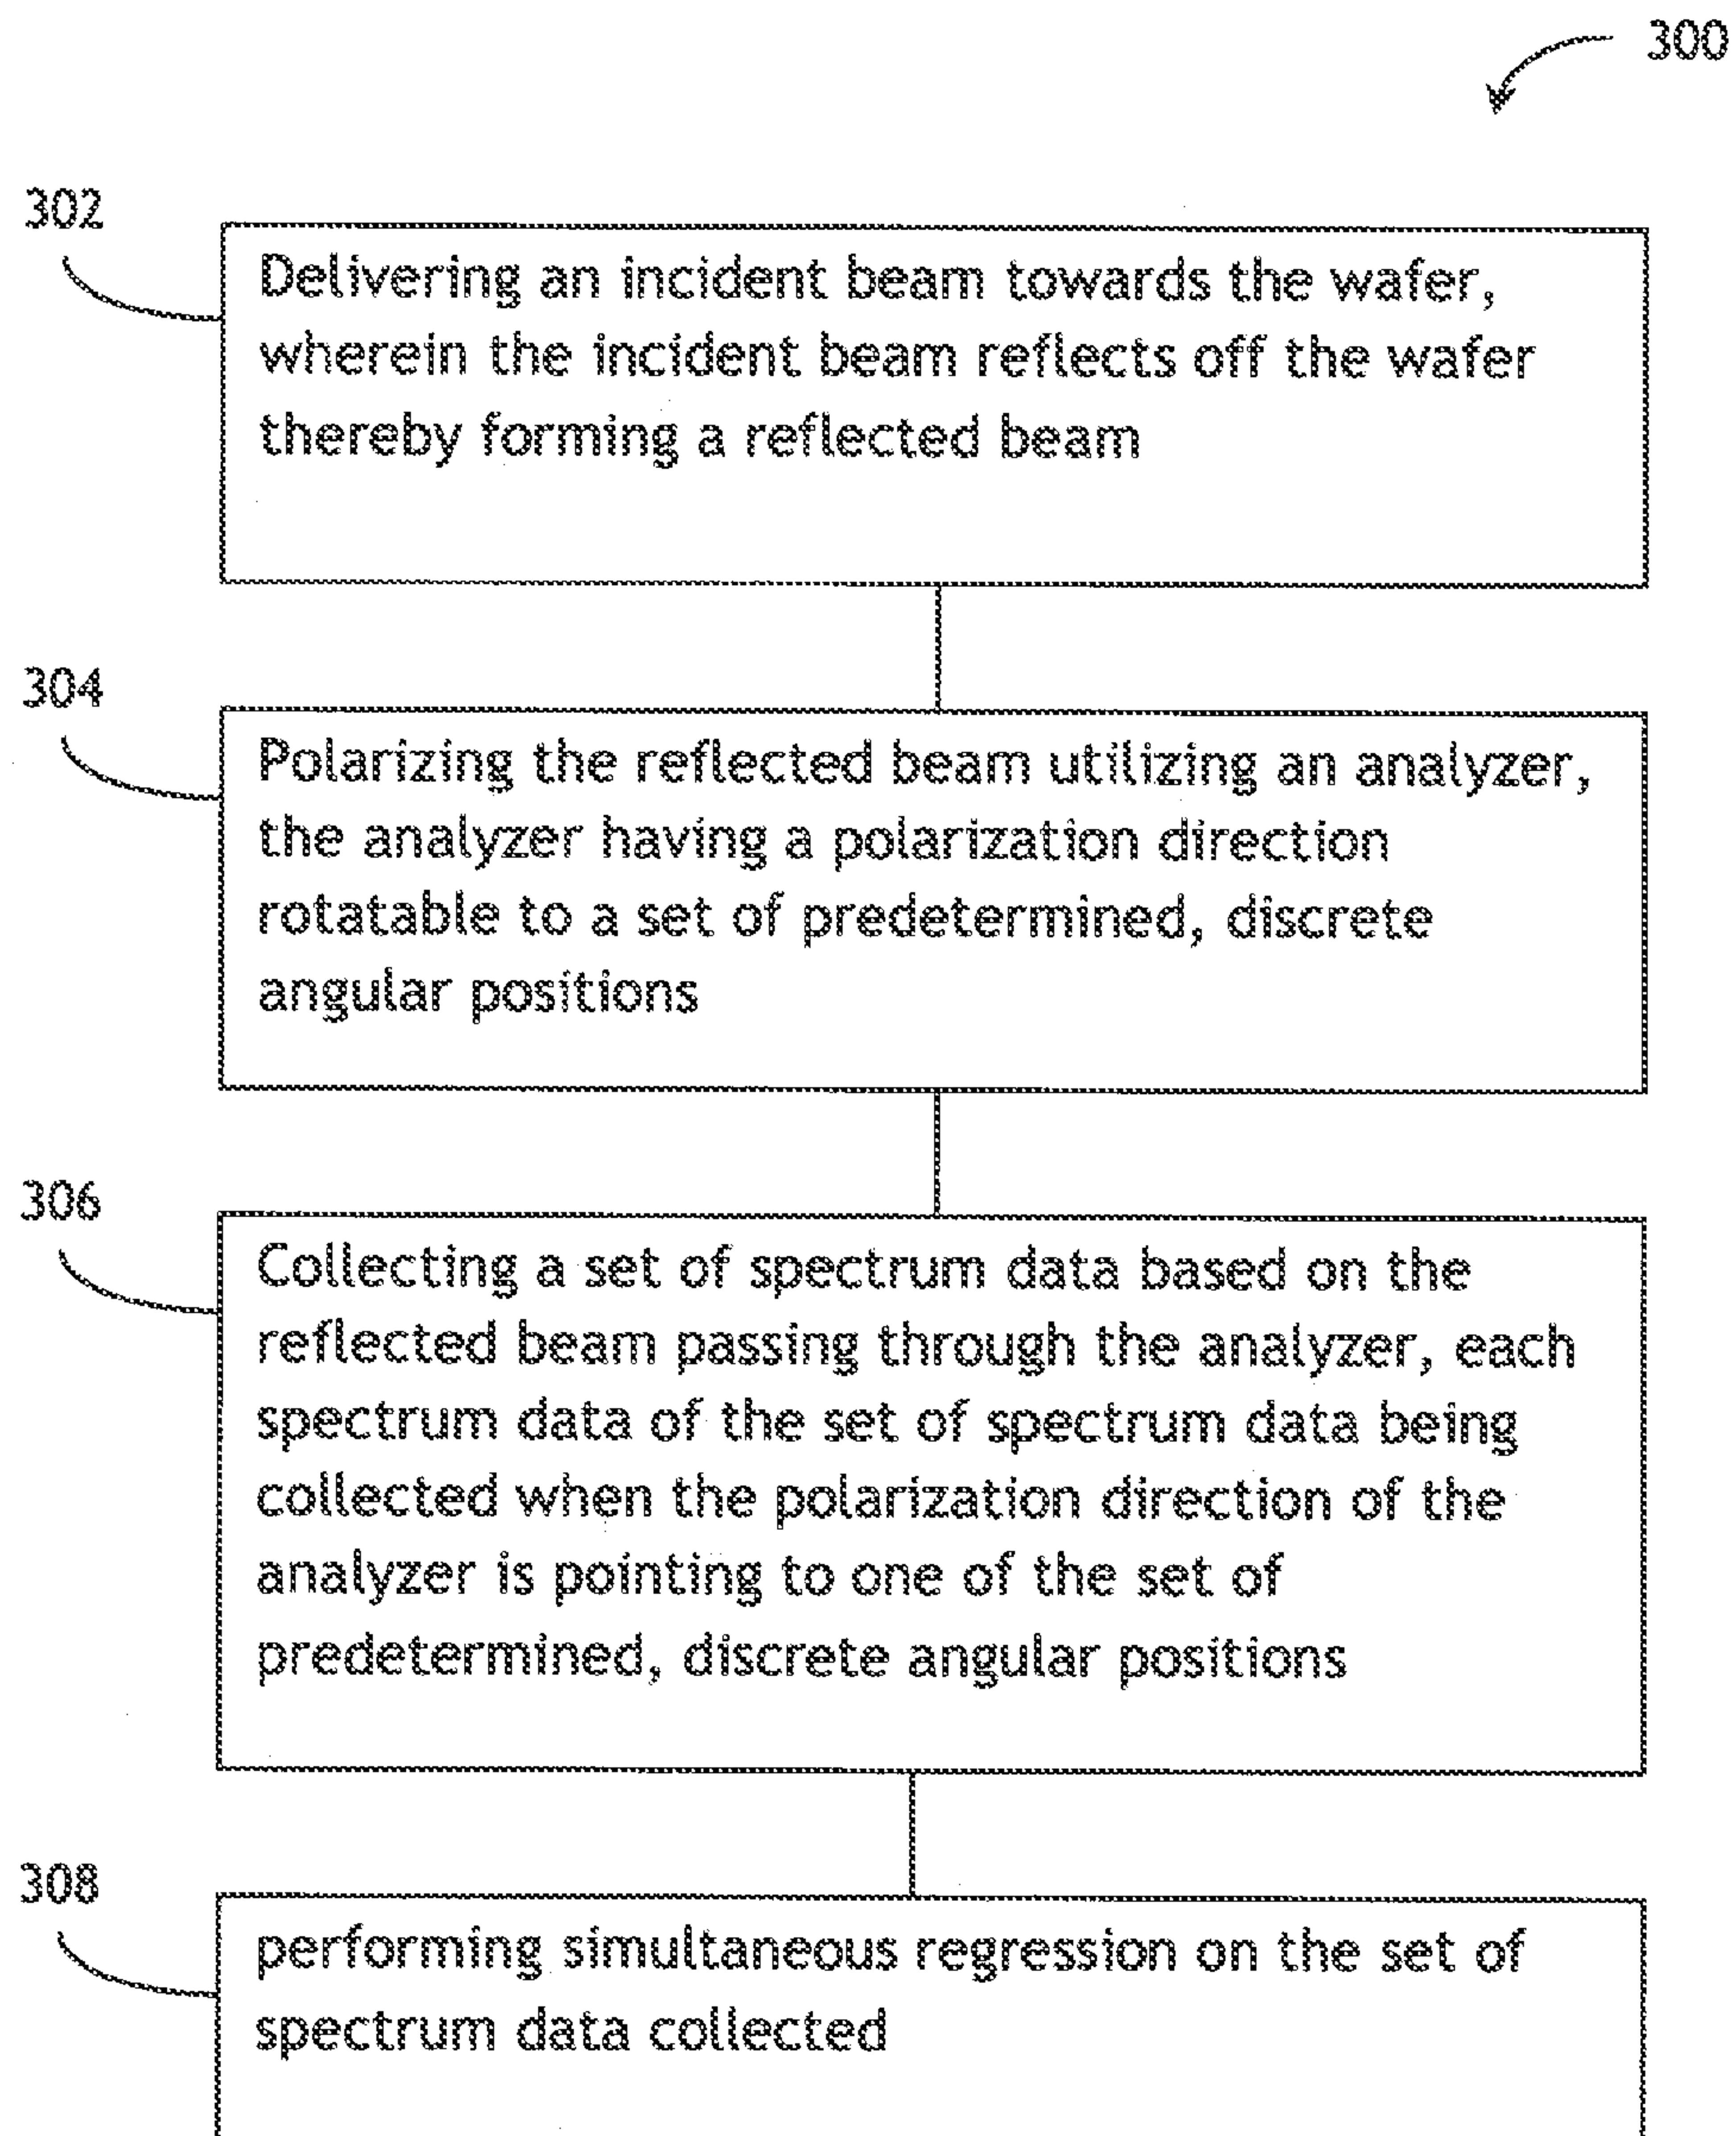 300
302
Delivering an incident beam towards the wafer,
wherein the incident beam reflects off the wafer
thereby forming a reflected beam
304
Polarizing the reflected beam utilizing an analyzer,
the analyzer having a polarization direction
rotatable to a set of predetermined, discrete
angular positions
306
Collecting a set of spectrum data based on the
reflected beam passing through the analyzer, each
spectrum data of the set of spectrum data being
collected when the polarization direction of the
analyzer is pointing to one of the set of
predetermined, discrete angular positions
308
performing simultaneous regression on the set of
spectrum data collected